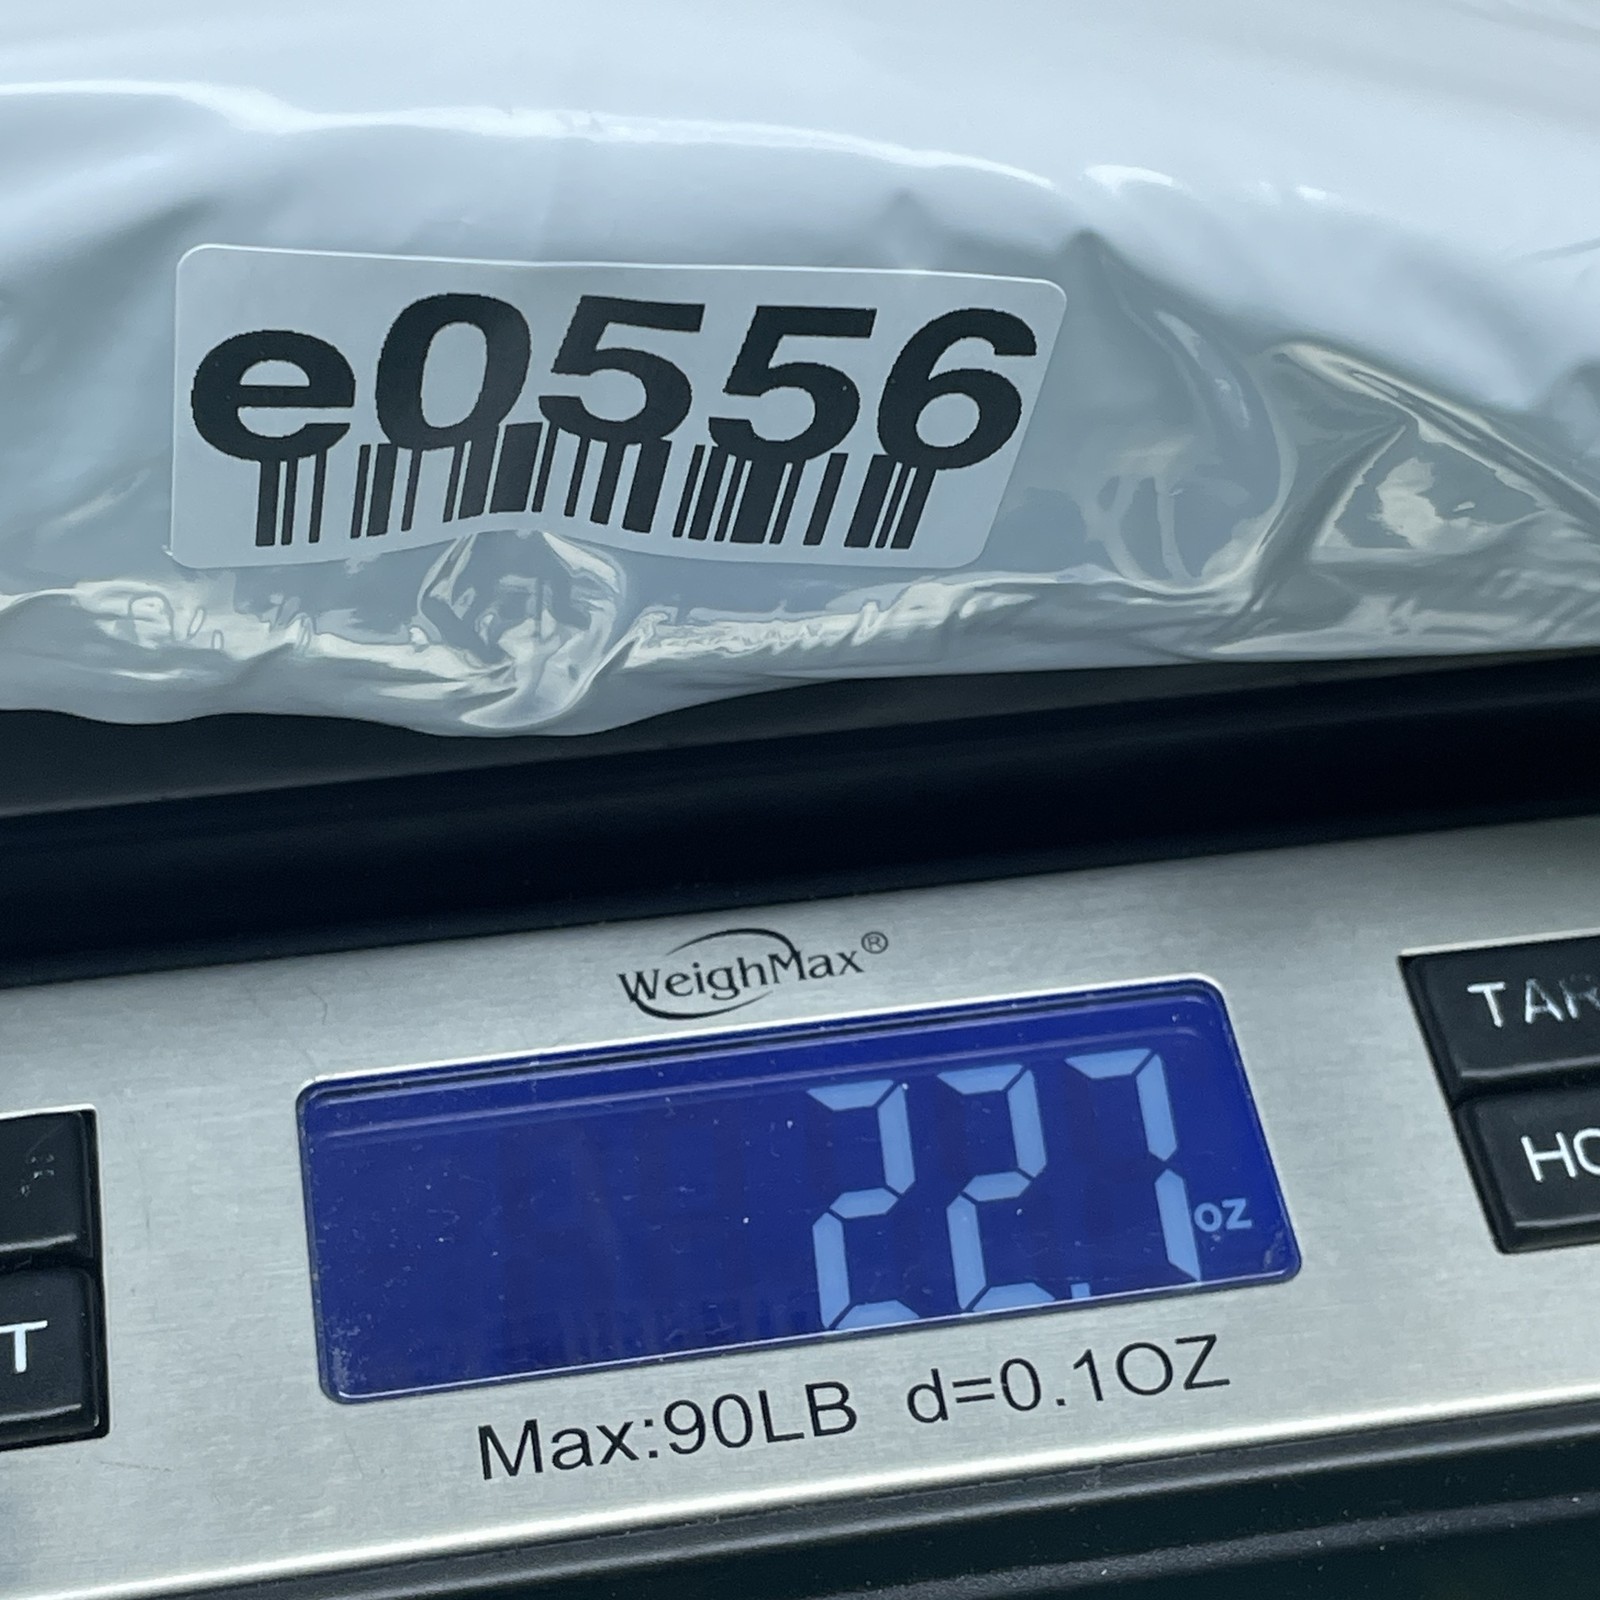 e0556
WeighMax®
22.7 oz
Max:90LB d=0.1OZ
T